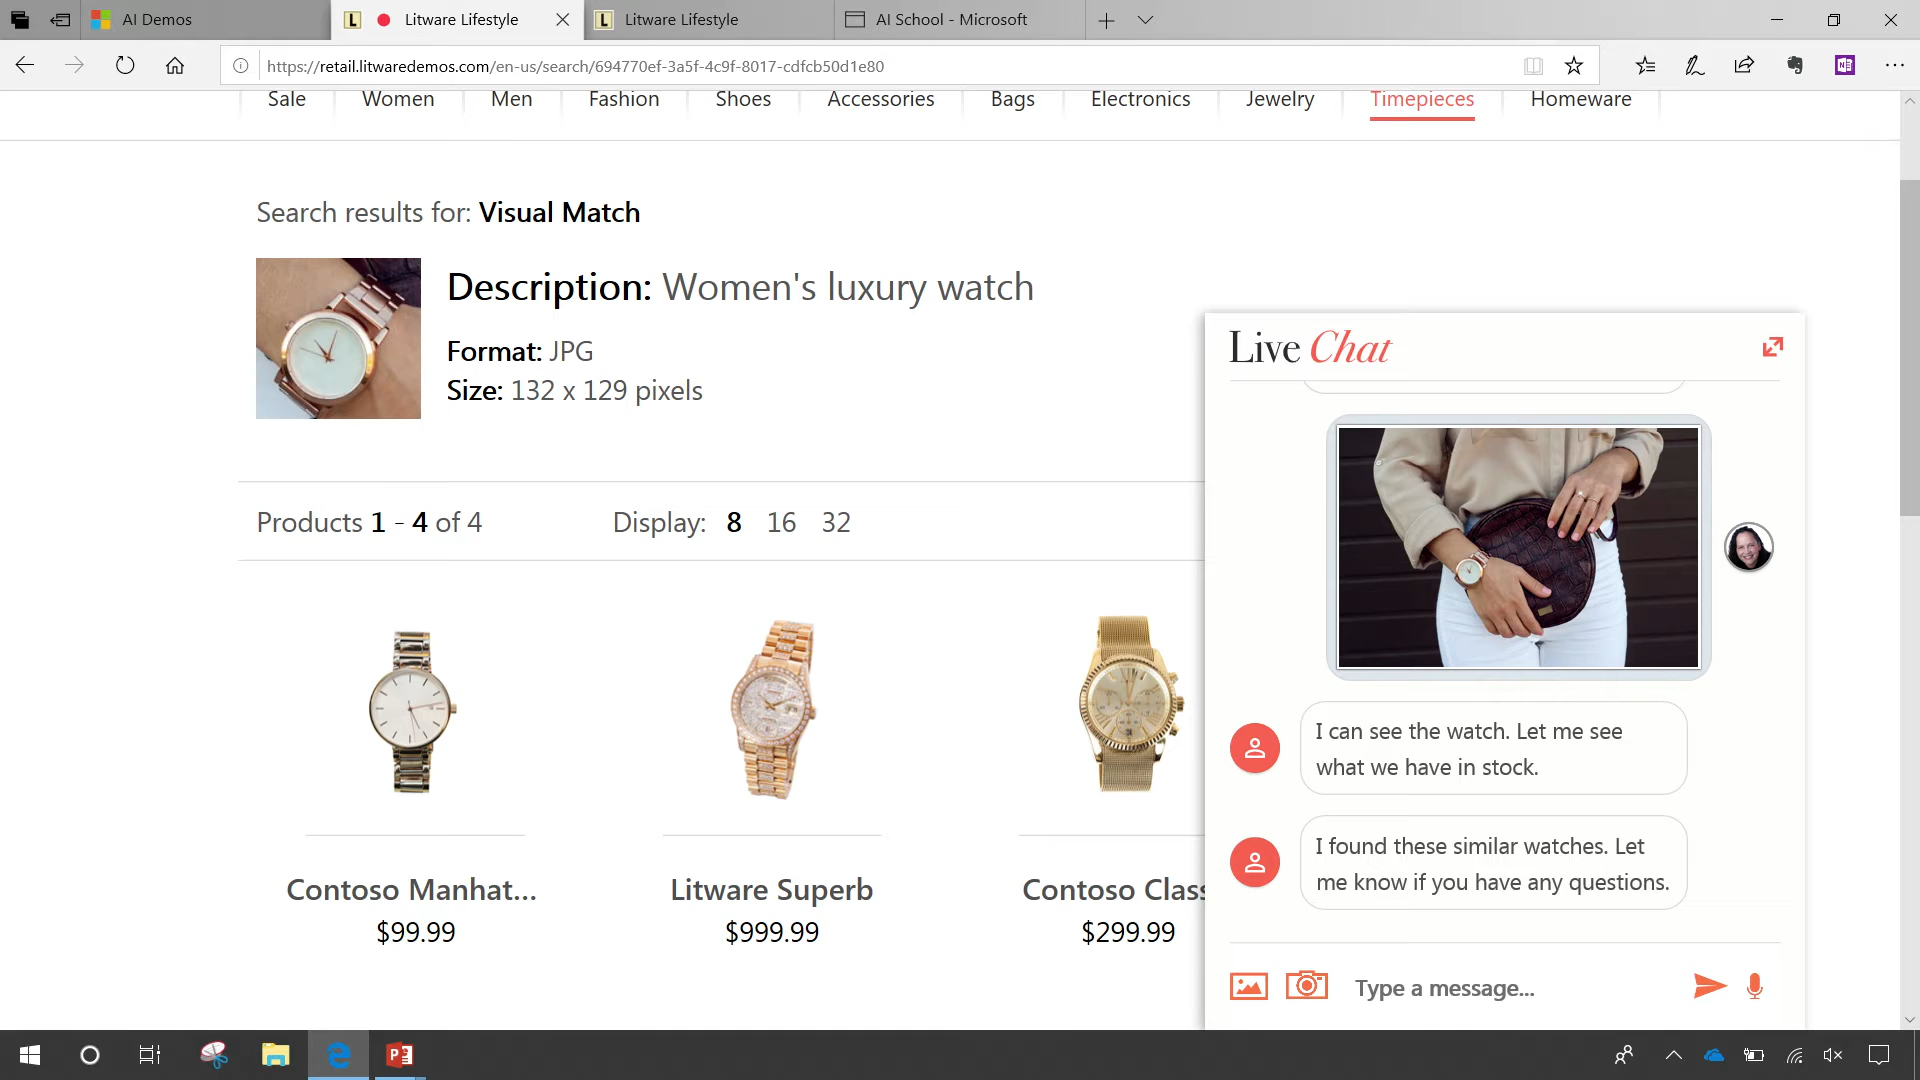 AI Demos
L
Litware Lifestyle
L
Litware Lifestyle
AI School - Microsoft
https://retail.litwaredemos.com/en-us/search/694770ef-3a5f-4c9f-8017-cdfcb50d1e80
Sale Women Men Fashion Shoes Accessories Bags Electronics Jewelry Timepieces Homeware
Search results for: Visual Match
Description: Women's luxury watch
Format: JPG
Size: 132 x 129 pixels
Products 1 - 4 of 4 Display: 8 16 32
Contoso Manhat...
$99.99
Litware Superb
$999.99
Contoso Class
$299.99
Live Chat
I can see the watch. Let me see
what we have in stock.
I found these similar watches. Let
me know if you have any questions.
Type a message...